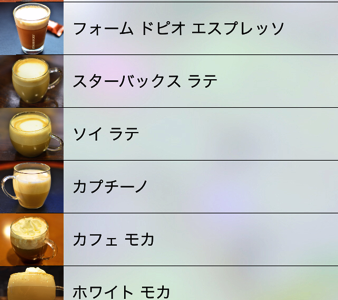 フォーム ドピオ エスプレッソ
スターバックス ラテ
ソイ ラテ
カプチーノ
カフェ モカ
ホワイト モカ